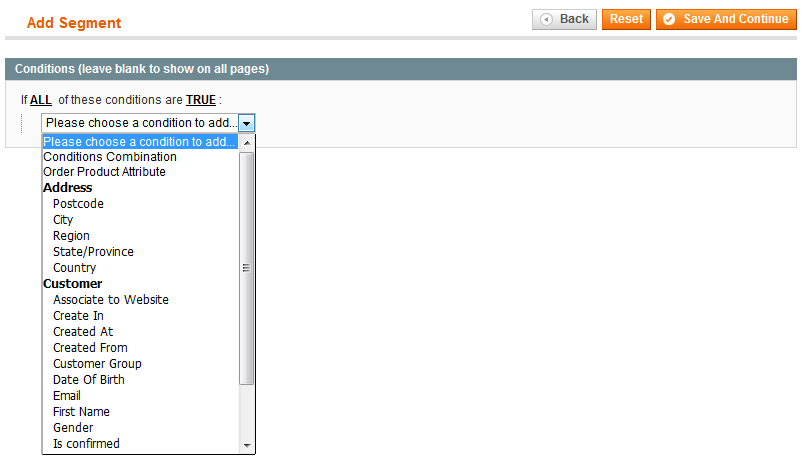 Add Segment
Back
Reset
Save And Continue
Conditions (leave blank to show on all pages)
If ALL of these conditions are TRUE :
Please choose a condition to add...
Please choose a condition to add...
Conditions Combination
Order Product Attribute
Address
Postcode
City
Region
State/Province
Country
Customer
Associate to Website
Create In
Created At
Created From
Customer Group
Date Of Birth
Email
First Name
Gender
Is confirmed